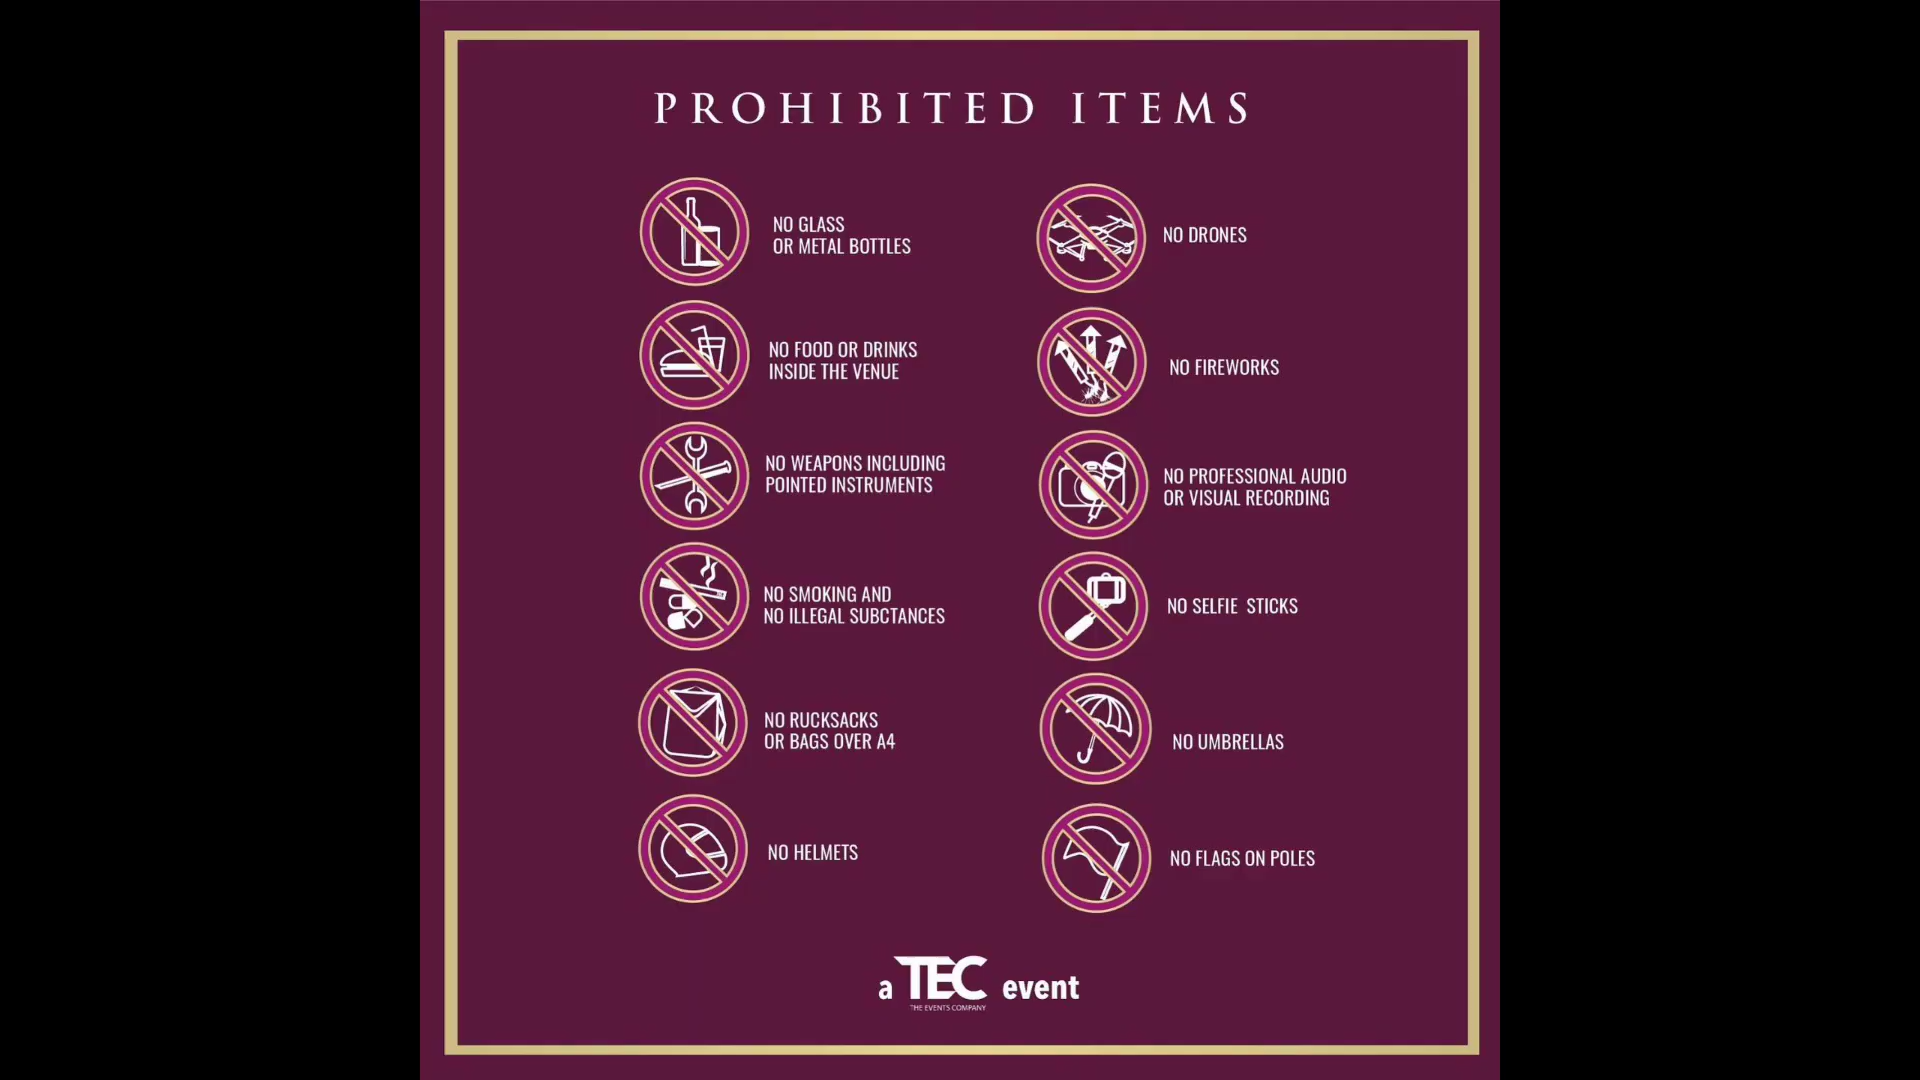 PROHIBITED ITEMS
NO GLASS
OR METAL BOTTLES
NO FOOD OR DRINKS
INSIDE THE VENUE
NO WEAPONS INCLUDING
POINTED INSTRUMENTS
NO SMOKING AND
NO ILLEGAL SUBCTANCES
NO RUCKSACKS
OR BAGS OVER A4
NO HELMETS
NO DRONES
NO FIREWORKS
NO PROFESSIONAL AUDIO
OR VISUAL RECORDING
NO SELFIE STICKS
NO UMBRELLAS
NO FLAGS ON POLES
a TEC event
THE EVENTS COMPANY